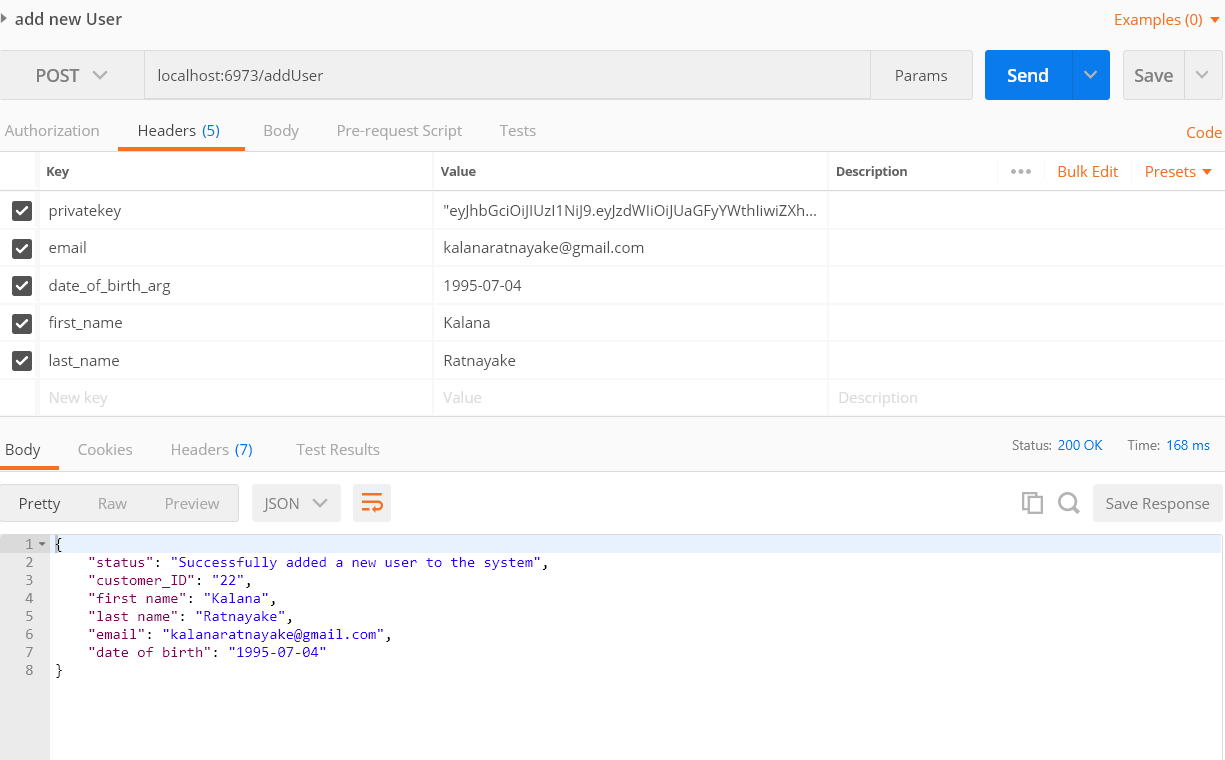 add new User
Examples (0)
POST
localhost:6973/addUser
Params
Send
Save
Authorization
Headers (5)
Body
Pre-request Script
Tests
Code
Key
Value
Description
Bulk Edit
Presets
privatekey
"eyJhbGciOiJIUzI1NiJ9.eyJzdWIiOiJUaGFyYWthIiwiZXh...
email
kalanaratnayake@gmail.com
date_of_birth_arg
1995-07-04
first_name
Kalana
last_name
Ratnayake
New key
Value
Description
Body
Cookies
Headers (7)
Test Results
Status: 200 OK
Time: 168 ms
Pretty
Raw
Preview
JSON
Save Response
1 {
2 "status": "Successfully added a new user to the system",
3 "customer_ID": "22",
4 "first name": "Kalana",
5 "last name": "Ratnayake",
6 "email": "kalanaratnayake@gmail.com",
7 "date of birth": "1995-07-04"
8 }